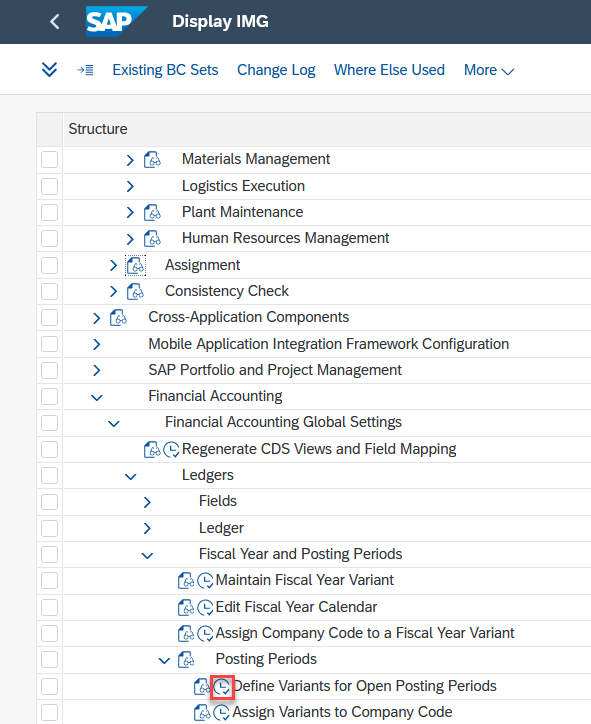 SAP Display IMG
Existing BC Sets Change Log Where Else Used More
Structure
Materials Management
Logistics Execution
Plant Maintenance
Human Resources Management
Assignment
Consistency Check
Cross-Application Components
Mobile Application Integration Framework Configuration
SAP Portfolio and Project Management
Financial Accounting
Financial Accounting Global Settings
Regenerate CDS Views and Field Mapping
Ledgers
Fields
Ledger
Fiscal Year and Posting Periods
Maintain Fiscal Year Variant
Edit Fiscal Year Calendar
Assign Company Code to a Fiscal Year Variant
Posting Periods
Define Variants for Open Posting Periods
Assign Variants to Company Code